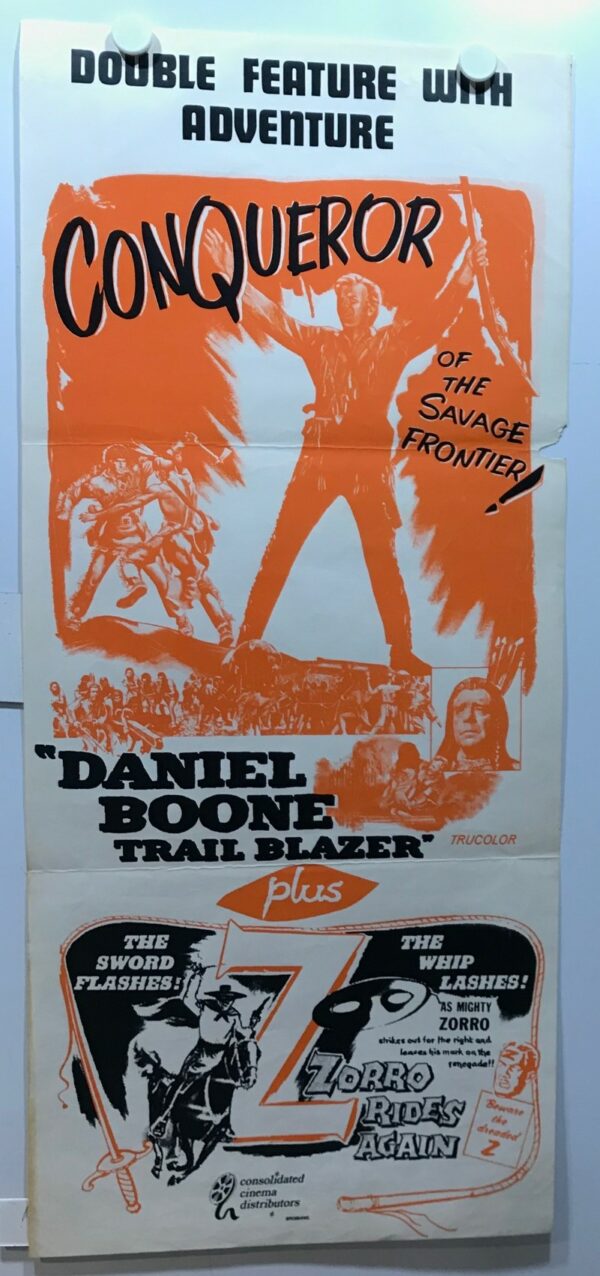 DOUBLE FEATURE WITH
ADVENTURE
CONQUEROR
OF
THE
SAVAGE
FRONTIER!
"DANIEL
BOONE
TRAIL BLAZER"
TRUCOLOR
plus
THE
SWORD
FLASHES!
Z
THE
WHIP
LASHES!
AS MIGHTY
ZORRO
strikes out for the right and
leaves his mark on the
renegade!!
ZORRO
RIDES
AGAIN
Beware
the
dreaded
Z
consolidated
cinema
distributors